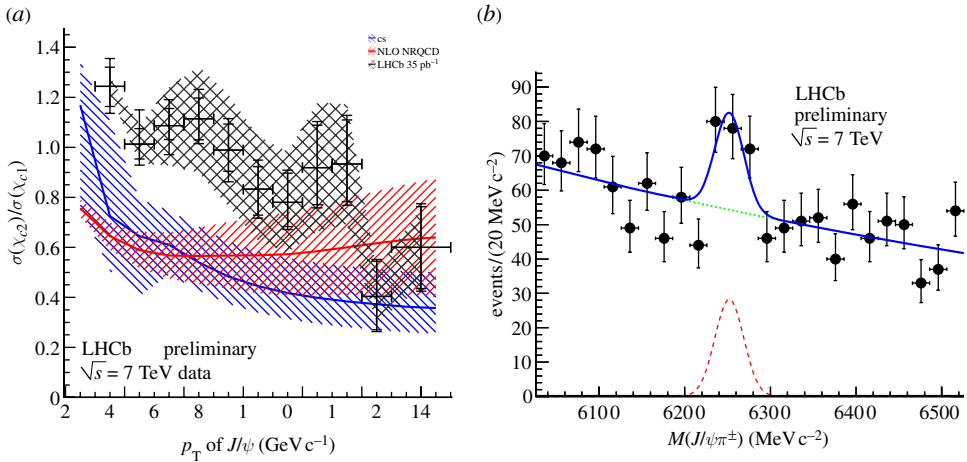 (a)
cs
NLO NRQCD
LHCb 35 pb⁻¹
1.4
1.2
1.0
0.8
0.6
0.4
0.2
0
σ(χc2)/σ(χc1)
LHCb preliminary
√s = 7 TeV data
2 4 6 8 1 0 1 2 14
p_T of J/ψ (GeV c⁻¹)
(b)
LHCb
preliminary
√s = 7 TeV
90
80
70
60
50
40
30
20
10
0
events/(20 MeV c⁻²)
6100 6200 6300 6400 6500
M(J/ψπ±) (MeV c⁻²)